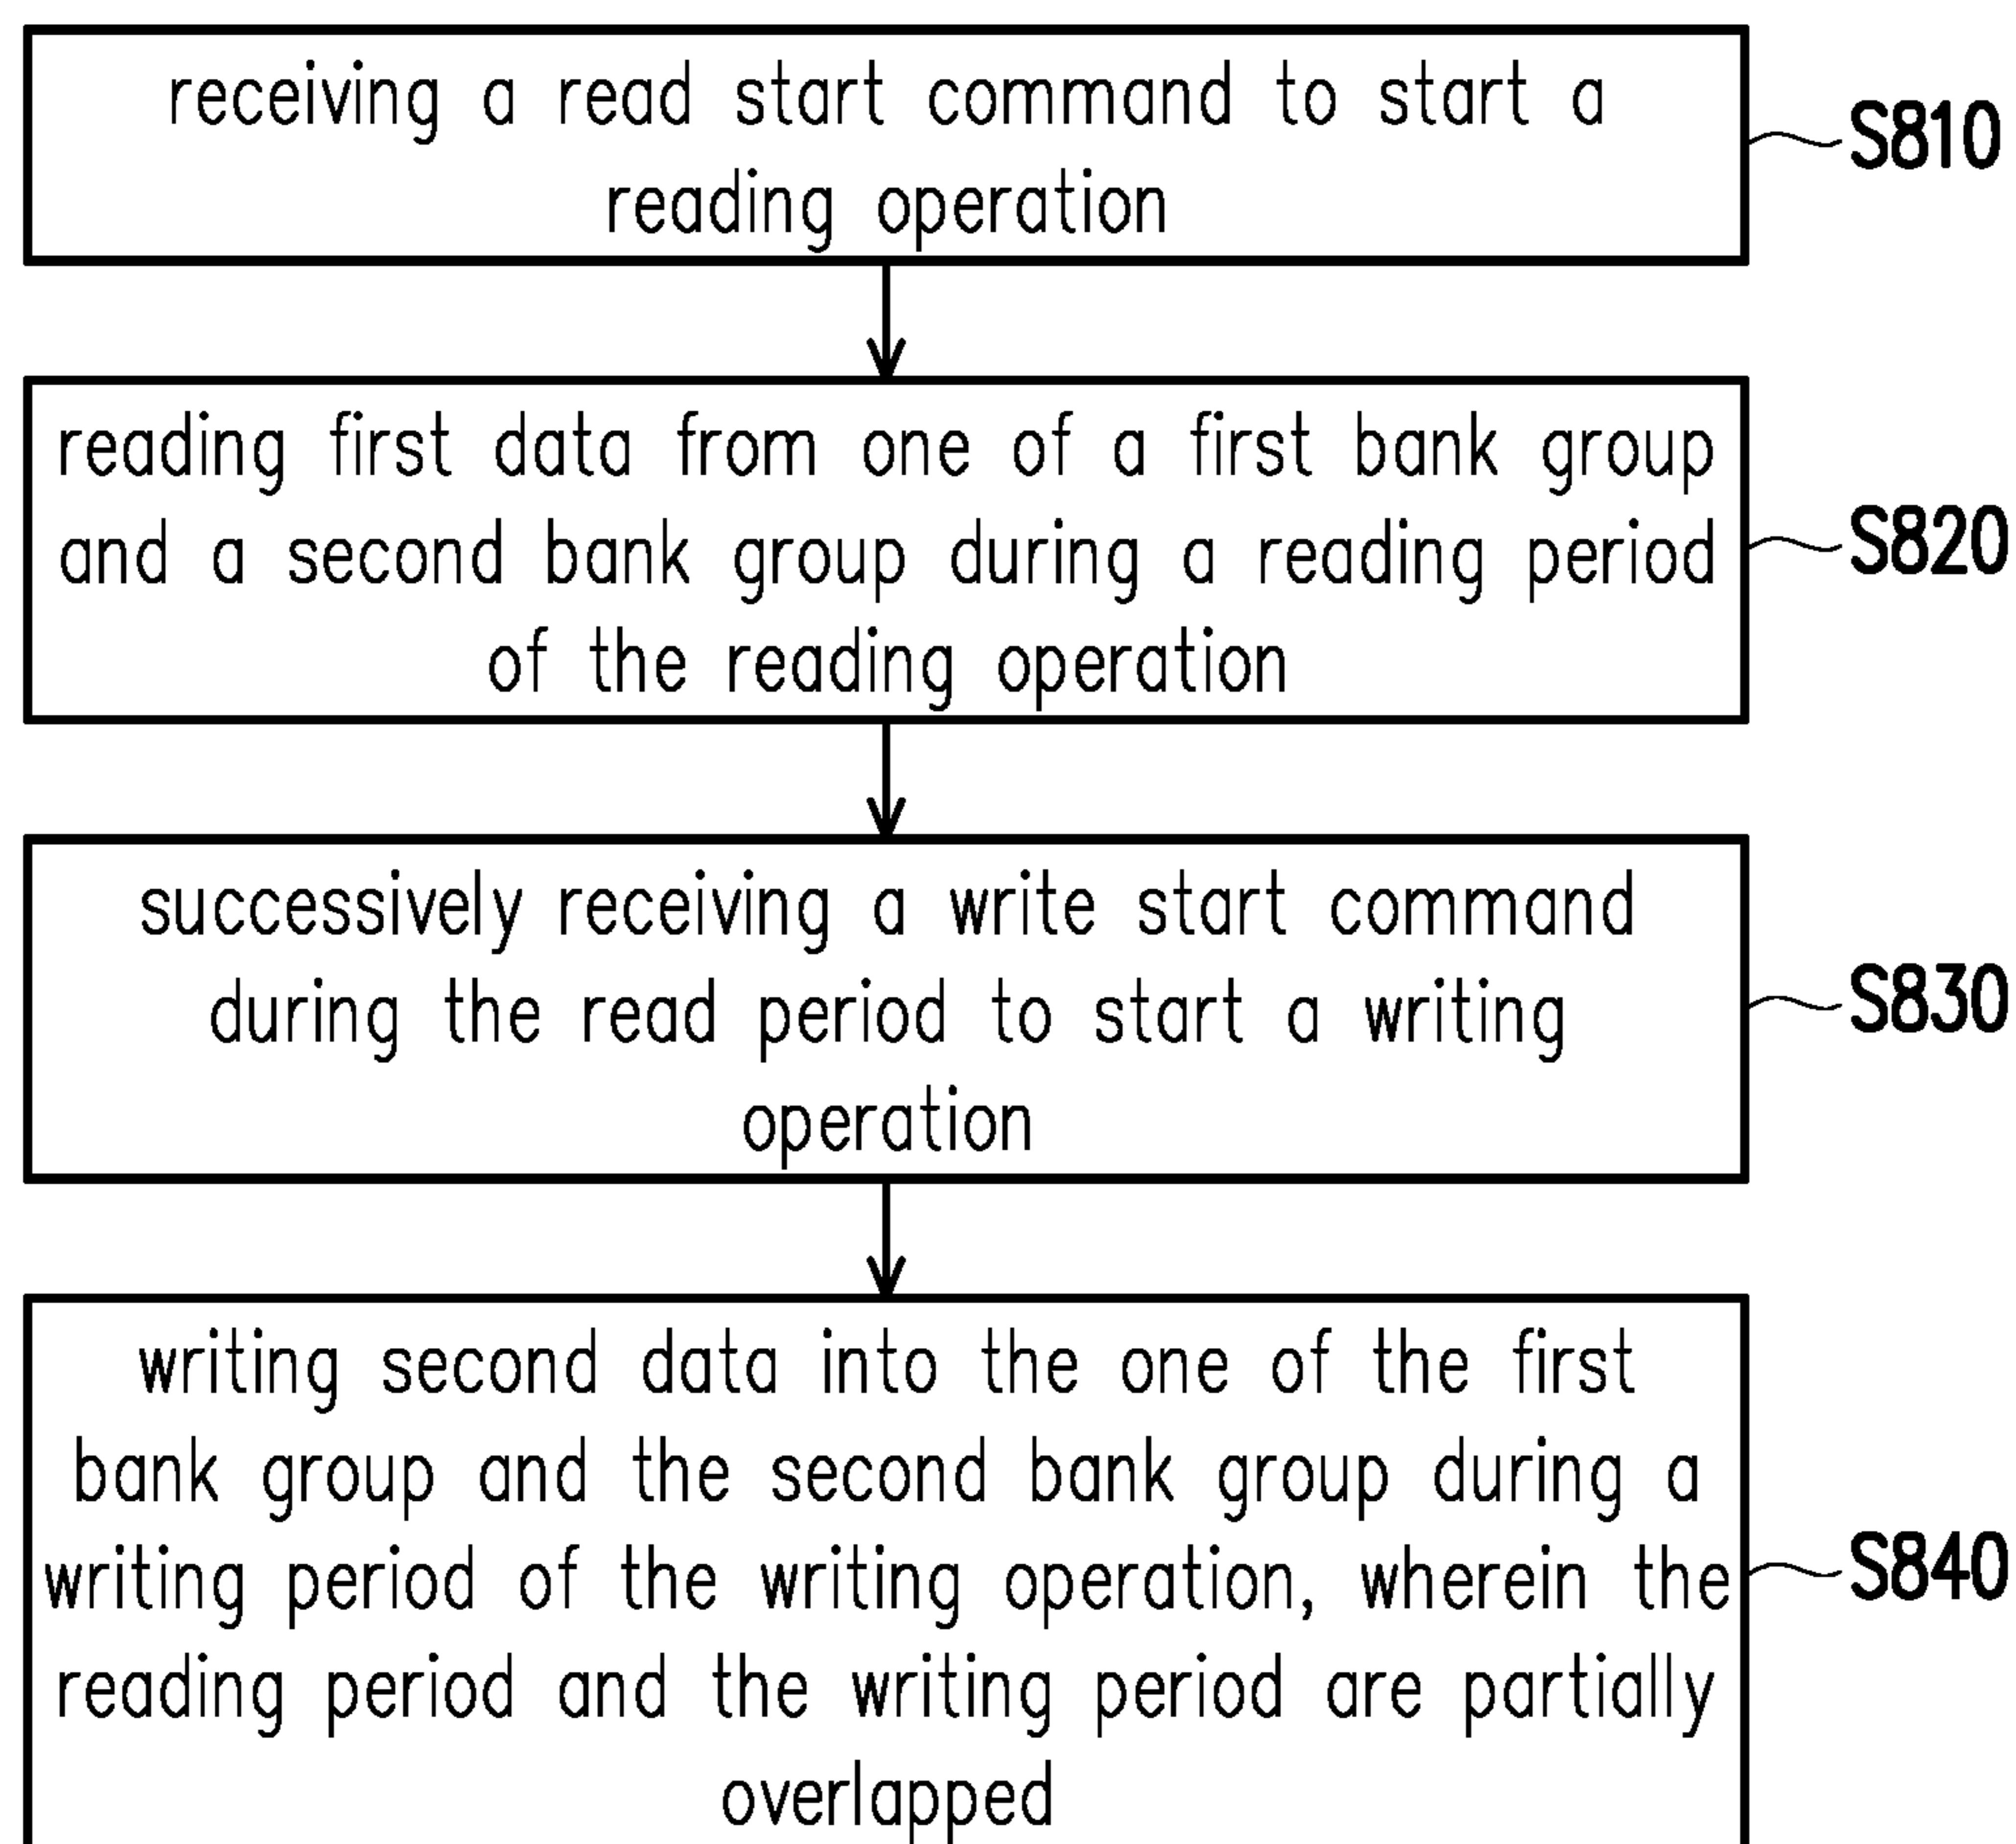 receiving a read start command to start a
reading operation
S810
reading first data from one of a first bank group
and a second bank group during a reading period
of the reading operation
S820
successively receiving a write start command
during the read period to start a writing
operation
S830
writing second data into the one of the first
bank group and the second bank group during a
writing period of the writing operation, wherein the
reading period and the writing period are partially
overlapped
S840